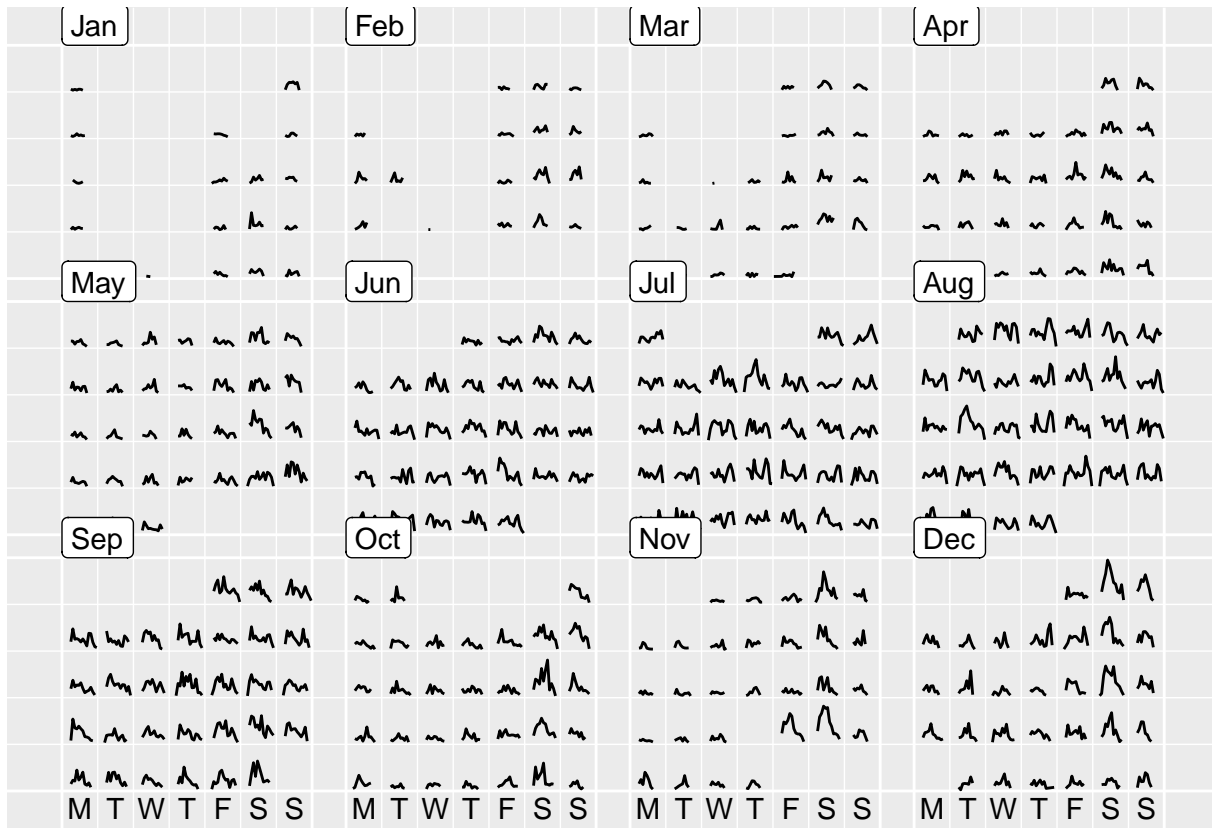 Jan Feb Mar Apr
May Jun Jul Aug
Sep Oct Nov Dec
M T W T F S S M T W T F S S M T W T F S S M T W T F S S